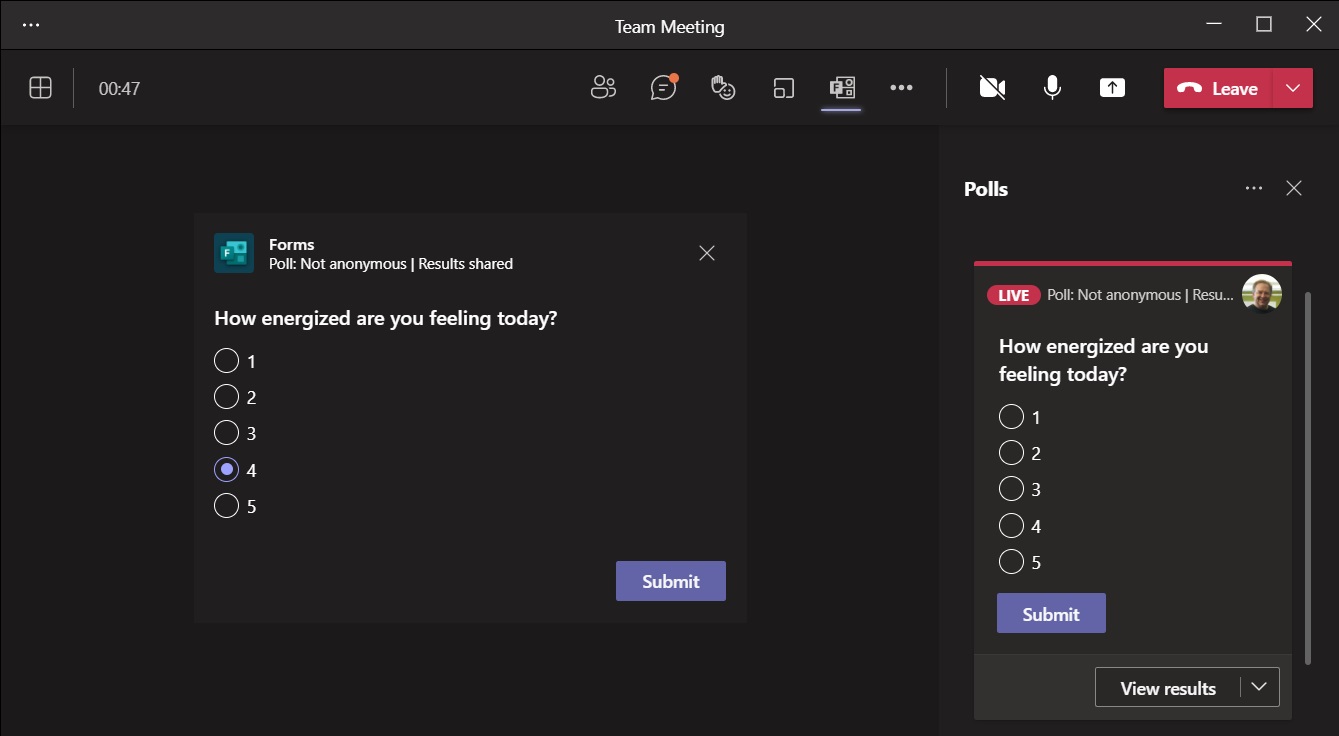 Team Meeting
00:47
Leave
Polls
Forms
Poll: Not anonymous | Results shared
How energized are you feeling today?
1
2
3
4
5
Submit
LIVE Poll: Not anonymous | Resu...
How energized are you
feeling today?
1
2
3
4
5
Submit
View results